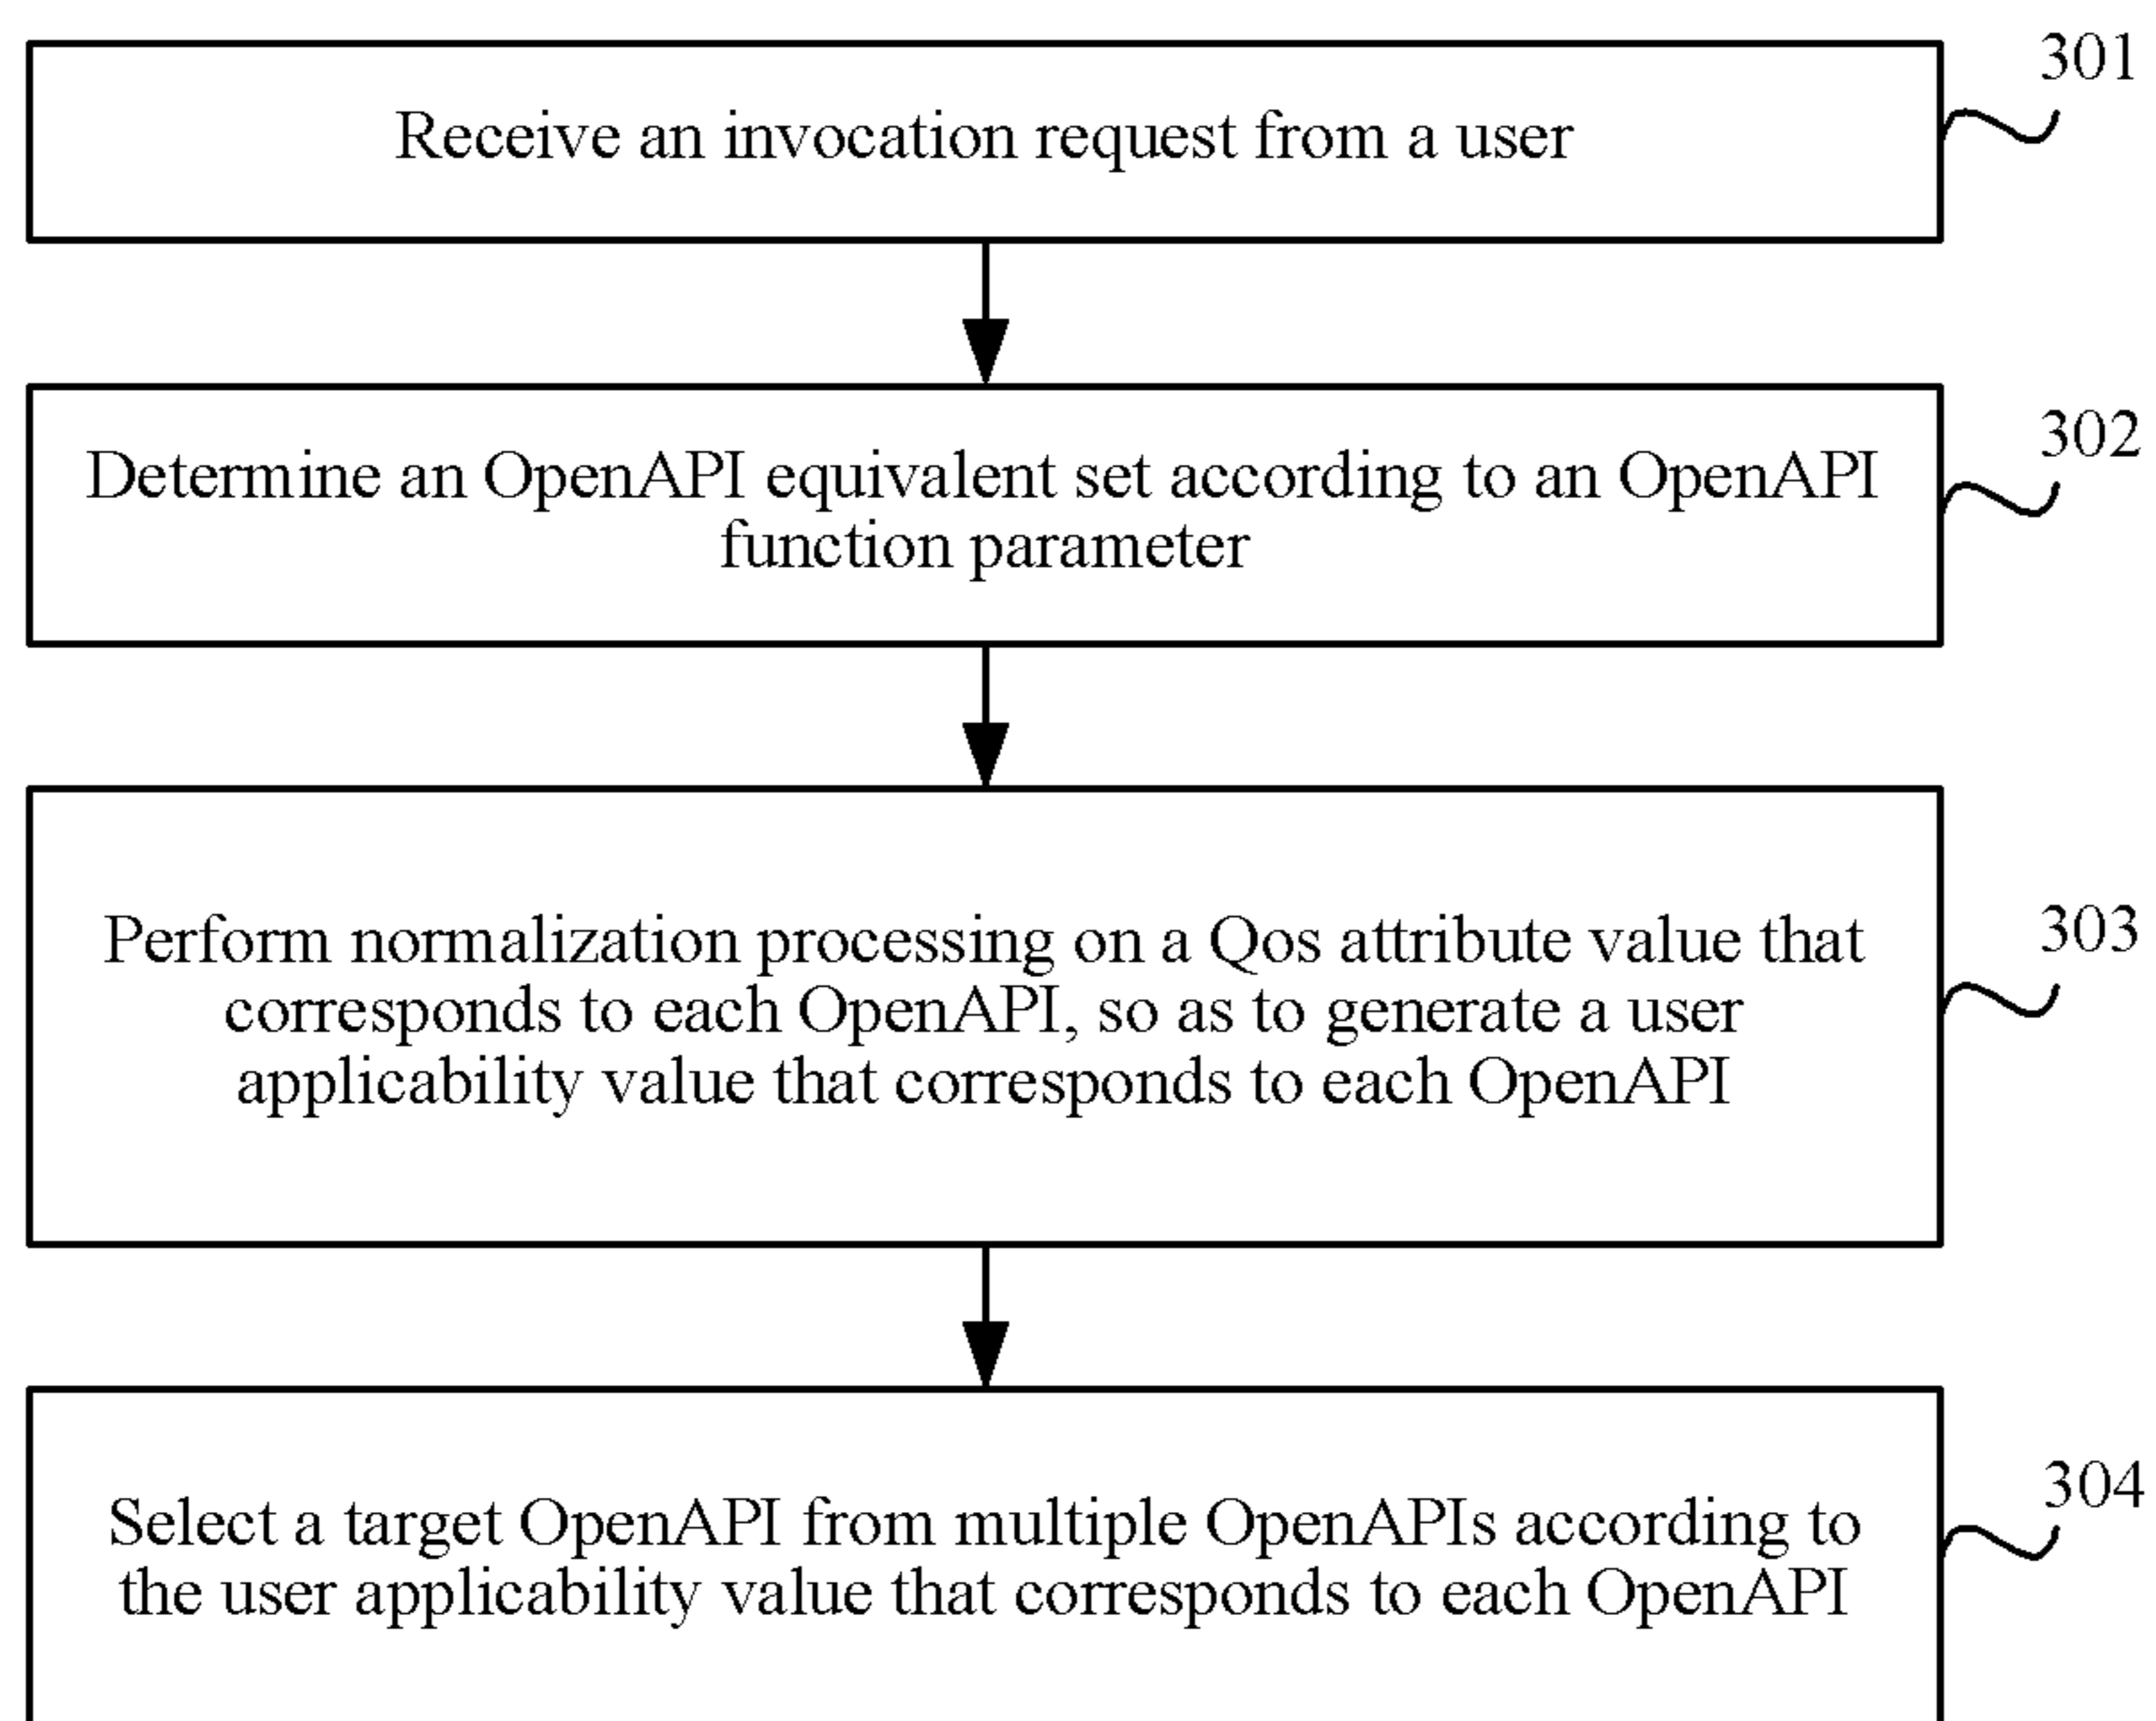 301
Receive an invocation request from a user
302
Determine an OpenAPI equivalent set according to an OpenAPI
function parameter
303
Perform normalization processing on a Qos attribute value that
corresponds to each OpenAPI, so as to generate a user
applicability value that corresponds to each OpenAPI
304
Select a target OpenAPI from multiple OpenAPIs according to
the user applicability value that corresponds to each OpenAPI